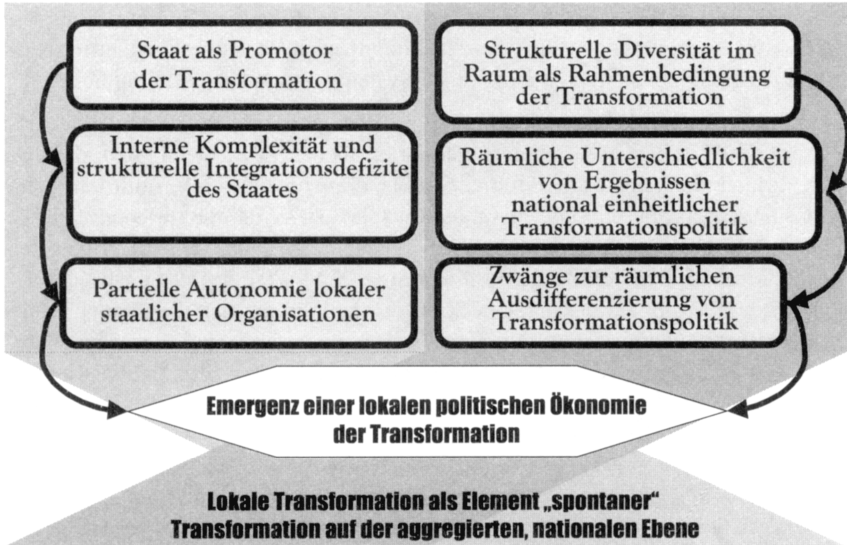 Staat als Promotor
der Transformation
Interne Komplexität und
strukturelle Integrationsdefizite
des Staates
Partielle Autonomie lokaler
staatlicher Organisationen
Strukturelle Diversität im
Raum als Rahmenbedingung
der Transformation
Räumliche Unterschiedlichkeit
von Ergebnissen
national einheitlicher
Transformationspolitik
Zwänge zur räumlichen
Ausdifferenzierung von
Transformationspolitik
Emergenz einer lokalen politischen Ökonomie
der Transformation
Lokale Transformation als Element „spontaner“
Transformation auf der aggregierten, nationalen Ebene